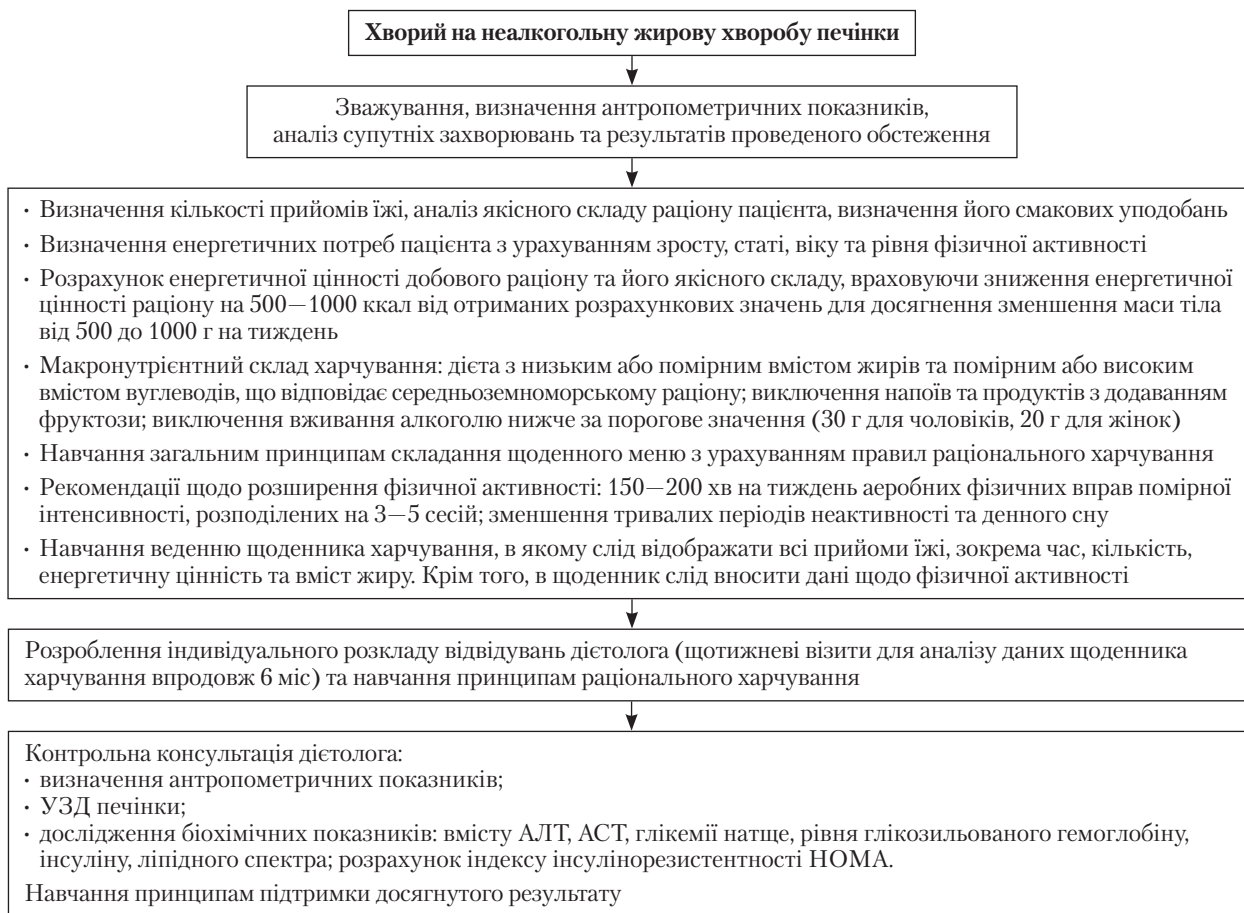 Хворий на неалкогольну жирову хворобу печінки
Зважування, визначення антропометричних показників,
аналіз супутніх захворювань та результатів проведеного обстеження
· Визначення кількості прийомів їжі, аналіз якісного складу раціону пацієнта, визначення його смакових уподобань
· Визначення енергетичних потреб пацієнта з урахуванням зросту, статі, віку та рівня фізичної активності
· Розрахунок енергетичної цінності добового раціону та його якісного складу, враховуючи зниження енергетичної
цінності раціону на 500—1000 ккал від отриманих розрахункових значень для досягнення зменшення маси тіла
від 500 до 1000 г на тиждень
· Макронутрієнтний склад харчування: дієта з низьким або помірним вмістом жирів та помірним або високим
вмістом вуглеводів, що відповідає середньоземноморському раціону; виключення напоїв та продуктів з додаванням
фруктози; виключення вживання алкоголю нижче за порогове значення (30 г для чоловіків, 20 г для жінок)
· Навчання загальним принципам складання щоденного меню з урахуванням правил раціонального харчування
· Рекомендації щодо розширення фізичної активності: 150—200 хв на тиждень аеробних фізичних вправ помірної
інтенсивності, розподілених на 3—5 сесій; зменшення тривалих періодів неактивності та денного сну
· Навчання веденню щоденника харчування, в якому слід відображати всі прийоми їжі, зокрема час, кількість,
енергетичну цінність та вміст жиру. Крім того, в щоденник слід вносити дані щодо фізичної активності
Розроблення індивідуального розкладу відвідувань дієтолога (щотижневі візити для аналізу даних щоденника
харчування впродовж 6 міс) та навчання принципам раціонального харчування
Контрольна консультація дієтолога:
· визначення антропометричних показників;
· УЗД печінки;
· дослідження біохімічних показників: вмісту АЛТ, АСТ, глікемії натще, рівня глікозильованого гемоглобіну,
інсуліну, ліпідного спектра; розрахунок індексу інсулінорезистентності НОМА.
Навчання принципам підтримки досягнутого результату